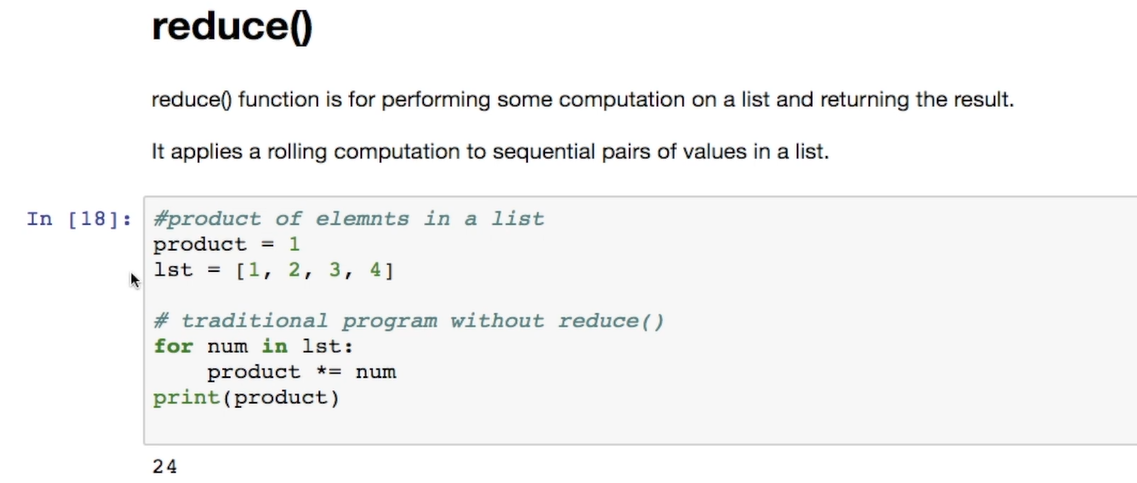 reduce()
reduce() function is for performing some computation on a list and returning the result.
It applies a rolling computation to sequential pairs of values in a list.
In [18]: #product of elemnts in a list
product = 1
lst = [1, 2, 3, 4]
# traditional program without reduce()
for num in lst:
    product *= num
print(product)
24